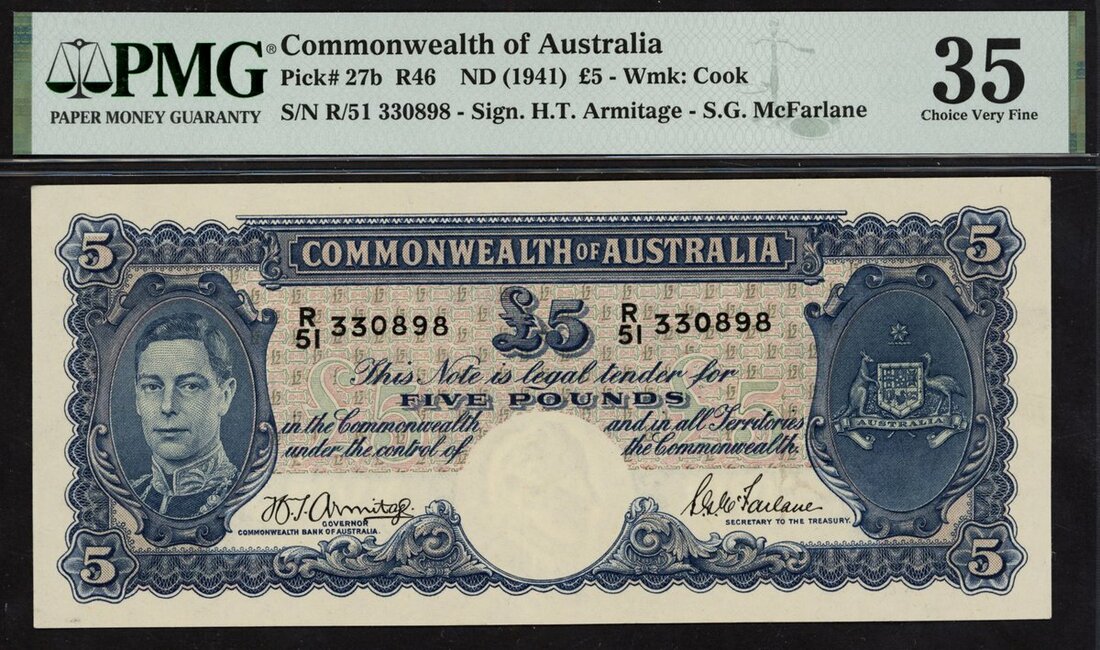 PMG®
PAPER MONEY GUARANTY
Commonwealth of Australia
Pick# 27b R46 ND (1941) £5 - Wmk: Cook
S/N R/51 330898 - Sign. H.T. Armitage - S.G. McFarlane
35
Choice Very Fine
5
5
COMMONWEALTH OF AUSTRALIA
R/51 330898
£5
R/51 330898
This Note is legal tender for
FIVE POUNDS
in the Commonwealth and in all Territories
under the control of the Commonwealth.
£5
£5
AUSTRALIA
H.T. Armitage.
GOVERNOR
COMMONWEALTH BANK OF AUSTRALIA.
S.G. McFarlane
SECRETARY TO THE TREASURY.
5
5